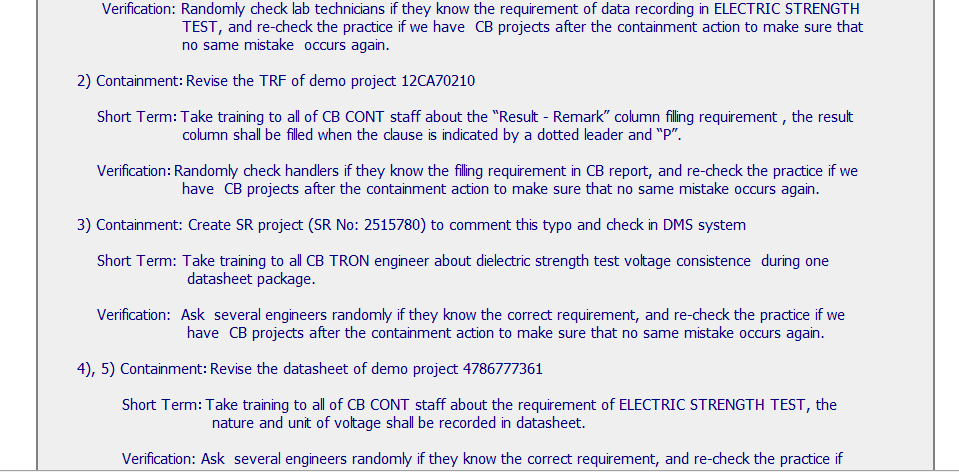 Verification: Randomly check lab technicians if they know the requirement of data recording in ELECTRIC STRENGTH
TEST, and re-check the practice if we have CB projects after the containment action to make sure that
no same mistake occurs again.
2) Containment: Revise the TRF of demo project 12CA70210
Short Term: Take training to all of CB CONT staff about the “Result - Remark” column filling requirement , the result
column shall be filled when the clause is indicated by a dotted leader and “P”.
Verification: Randomly check handlers if they know the filling requirement in CB report, and re-check the practice if we
have CB projects after the containment action to make sure that no same mistake occurs again.
3) Containment: Create SR project (SR No: 2515780) to comment this typo and check in DMS system
Short Term: Take training to all CB TRON engineer about dielectric strength test voltage consistence during one
datasheet package.
Verification: Ask several engineers randomly if they know the correct requirement, and re-check the practice if we
have CB projects after the containment action to make sure that no same mistake occurs again.
4), 5) Containment: Revise the datasheet of demo project 4786777361
Short Term: Take training to all of CB CONT staff about the requirement of ELECTRIC STRENGTH TEST, the
nature and unit of voltage shall be recorded in datasheet.
Verification: Ask several engineers randomly if they know the correct requirement, and re-check the practice if